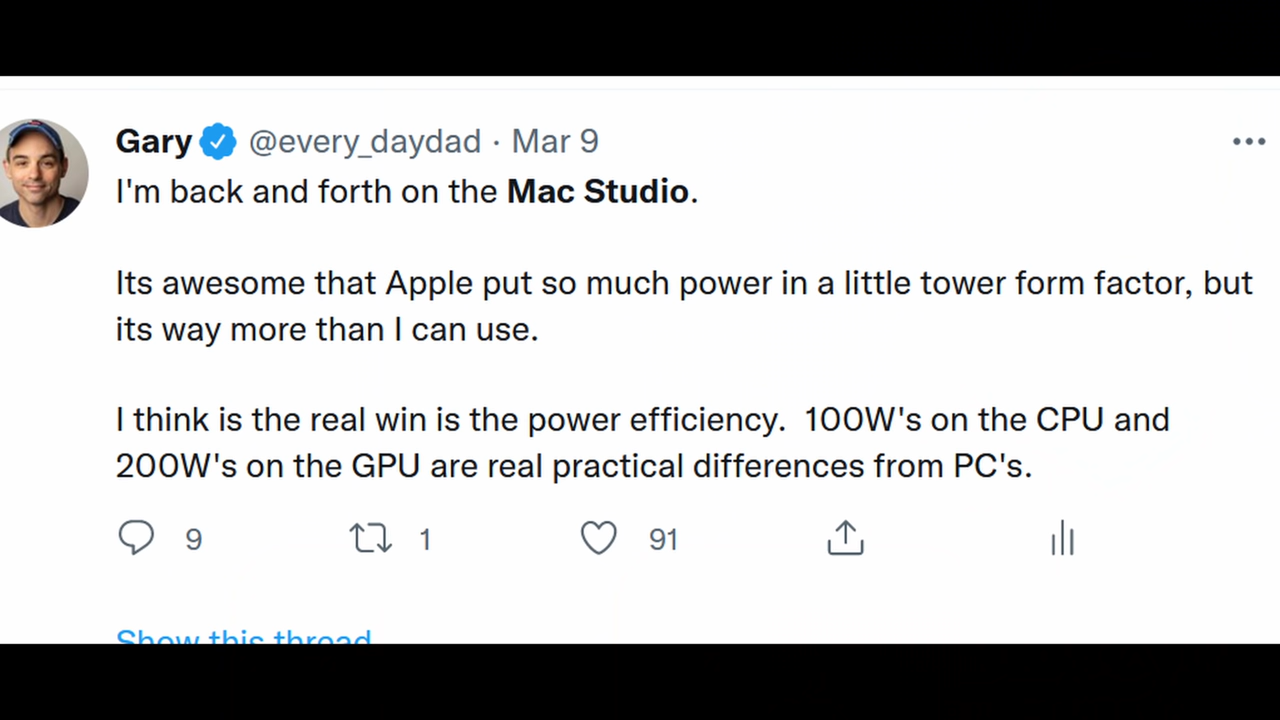 Gary @every_daydad · Mar 9
I'm back and forth on the Mac Studio.
Its awesome that Apple put so much power in a little tower form factor, but
its way more than I can use.
I think is the real win is the power efficiency.  100W's on the CPU and
200W's on the GPU are real practical differences from PC's.
9 1 91
Show this thread